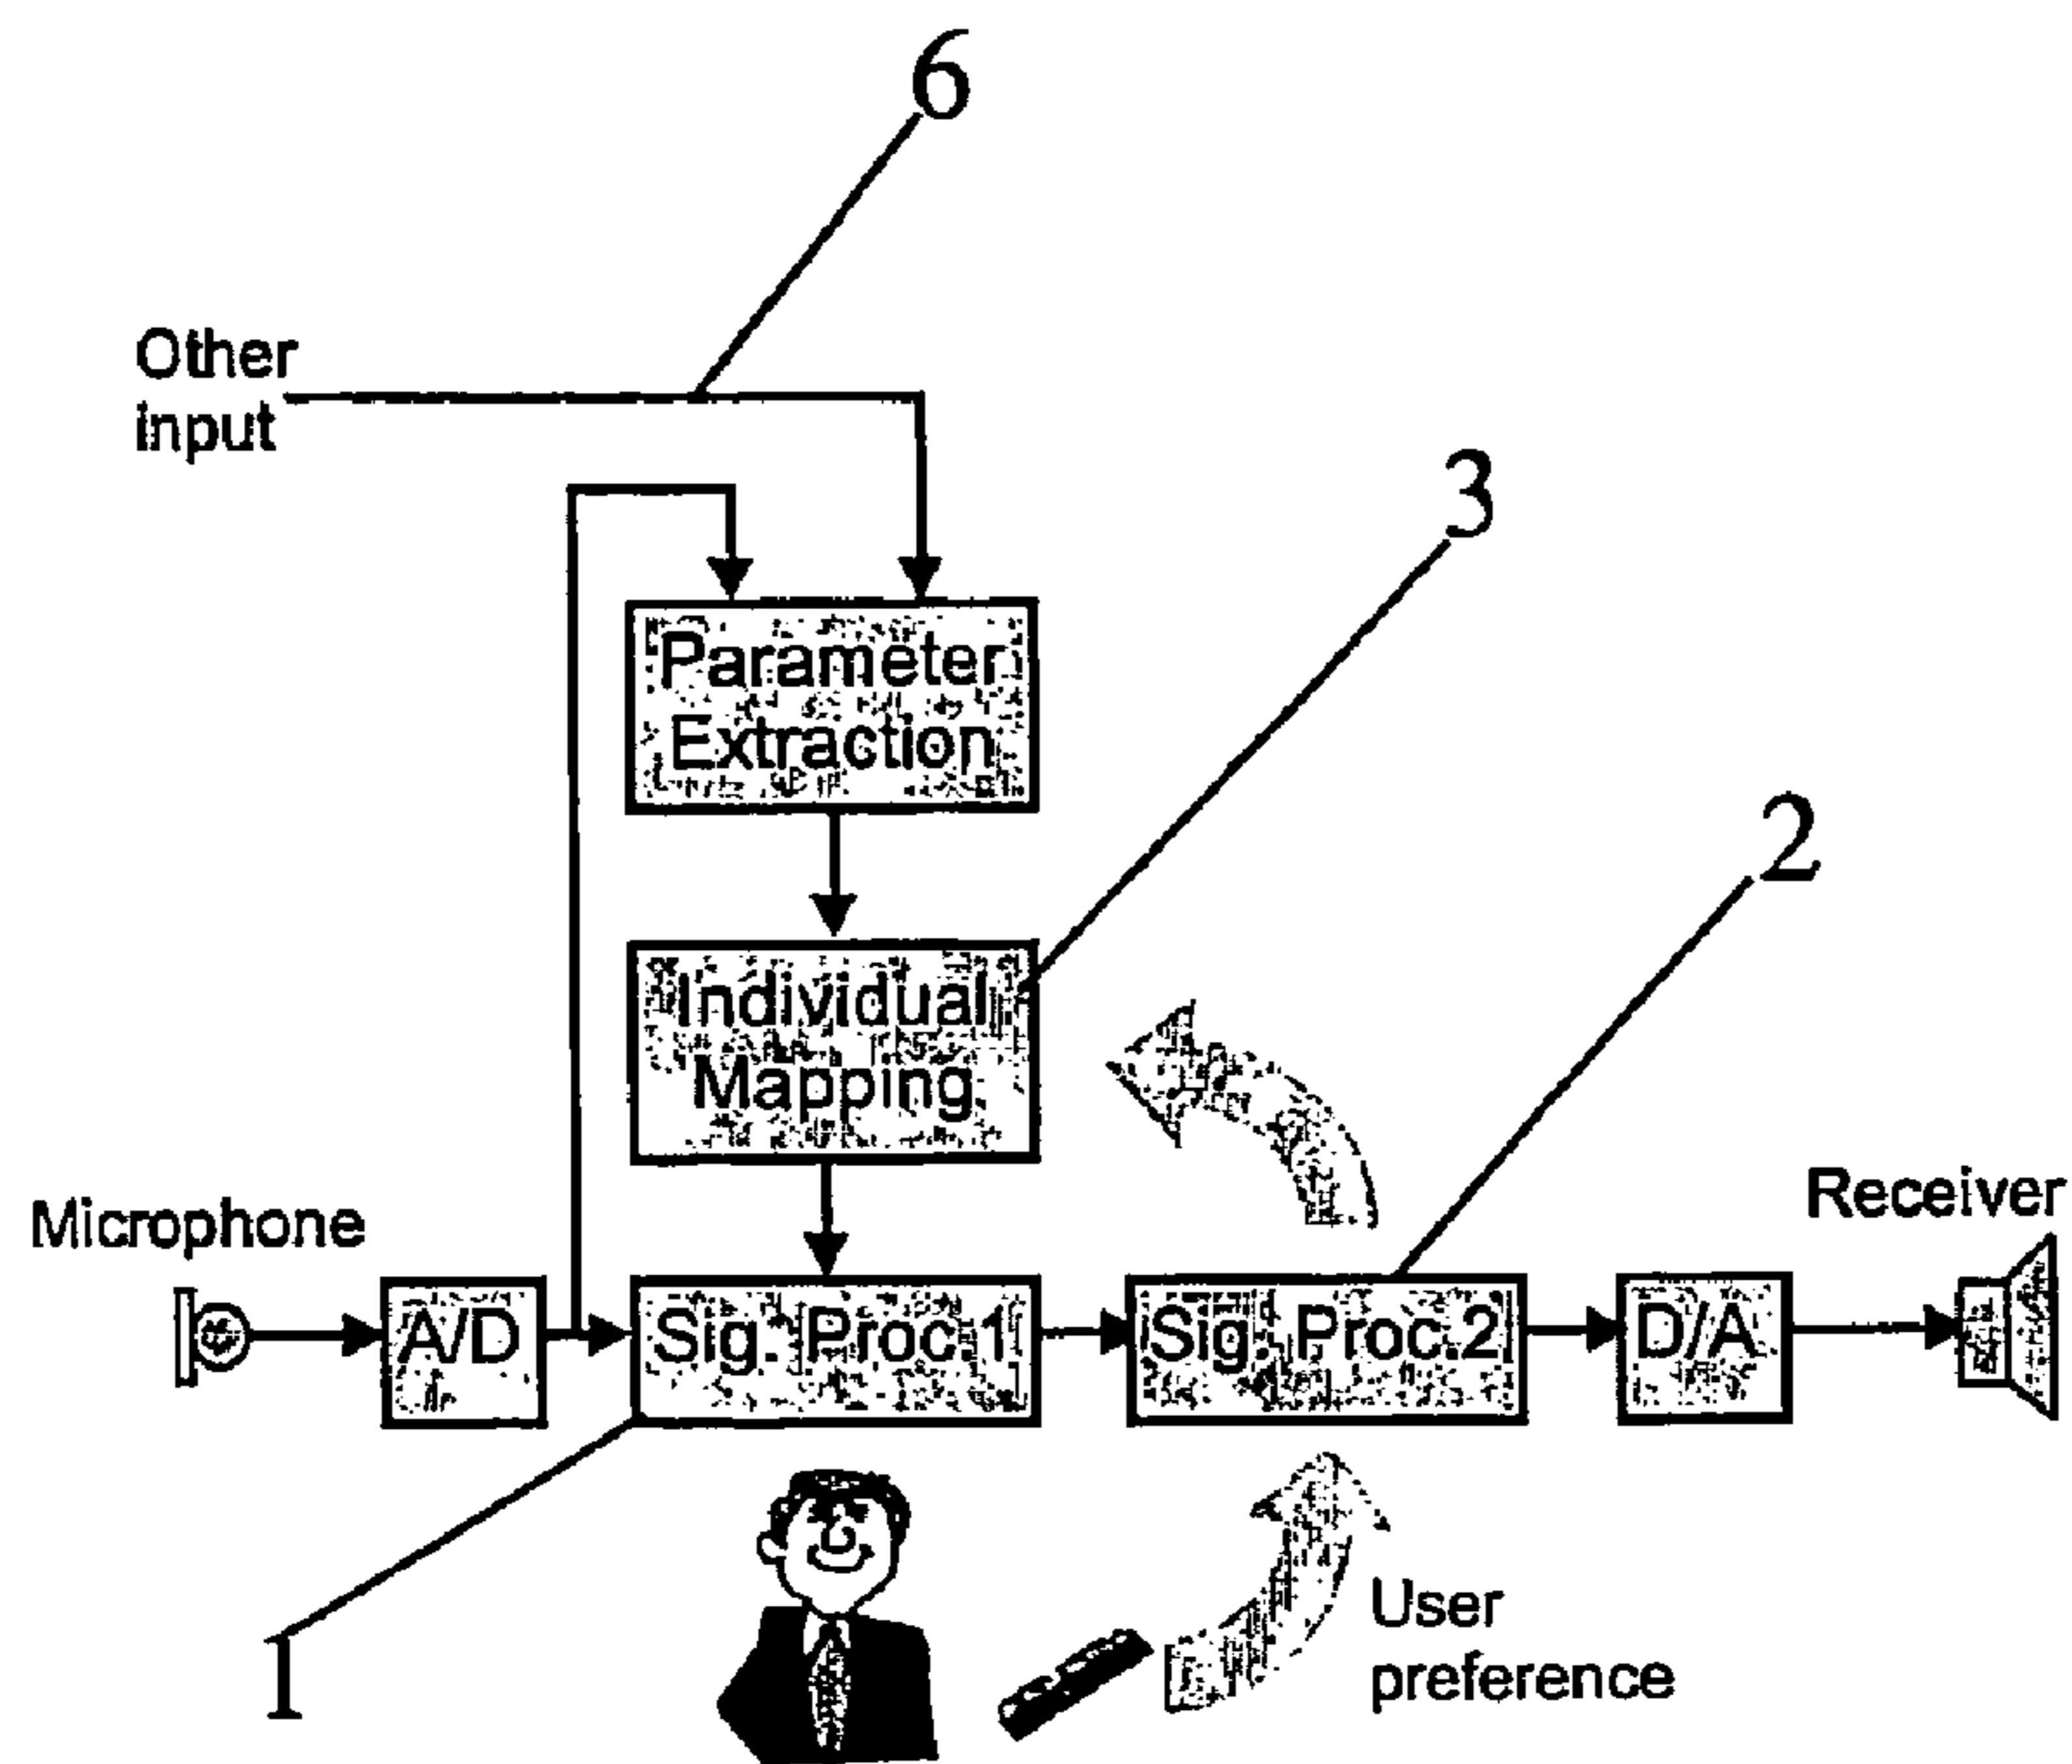 6
Other
input
3
Parameter
Extraction
2
Individual
Mapping
Microphone
Receiver
A/D
Sig. Proc.1
Sig. Proc.2
D/A
User
preference
1